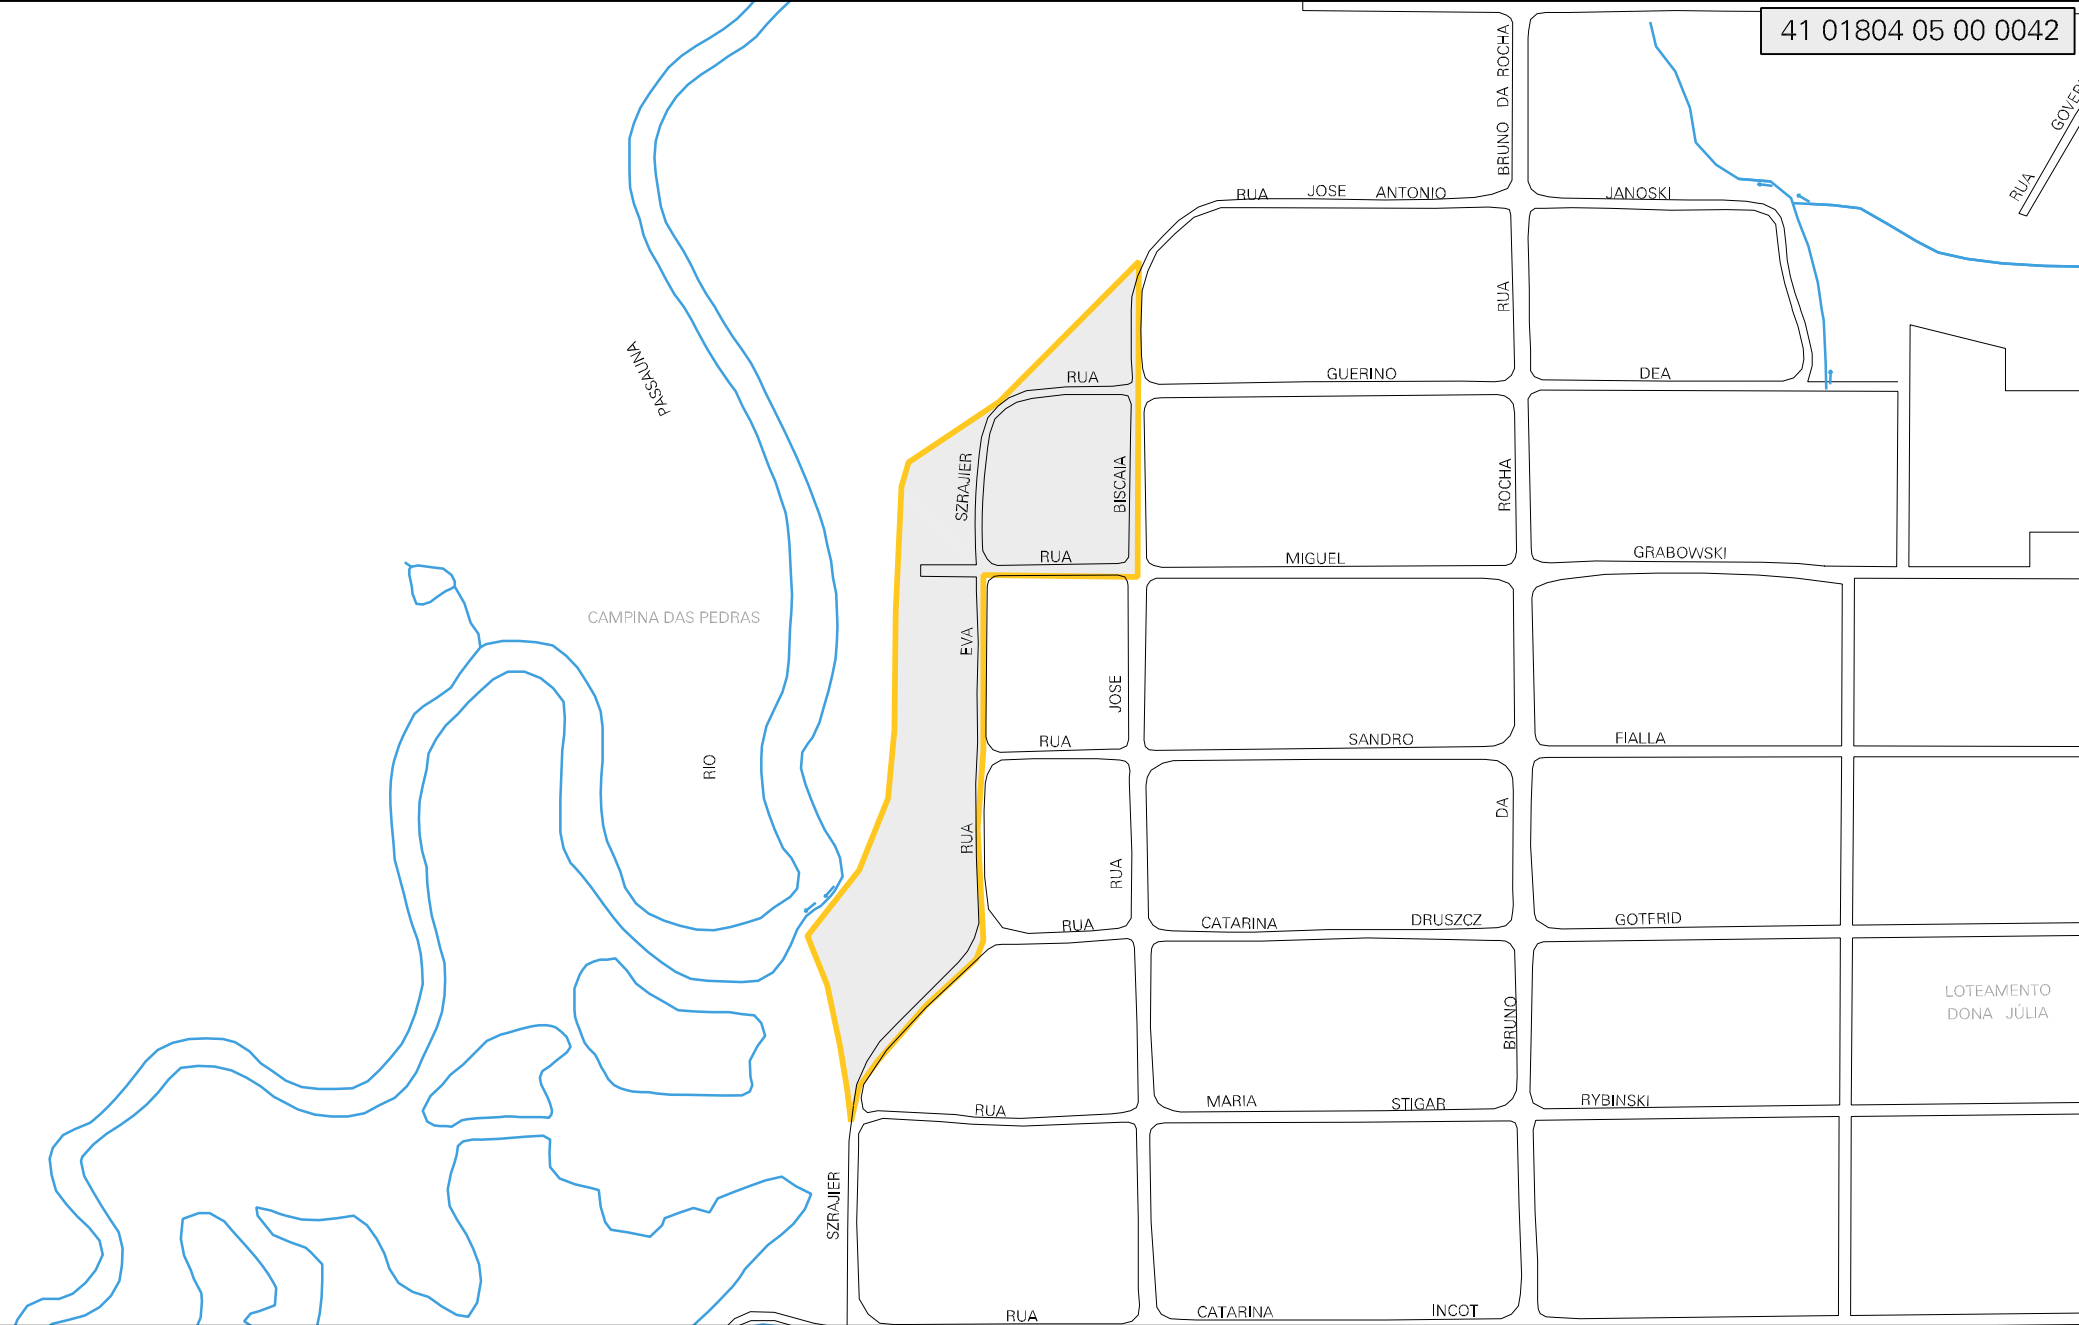 41 01804 05 00 0042
BRUNO DA ROCHA
RUA
RUA JOSE ANTONIO JANOSKI
RUA
PASSAUNA
RUA GUERINO DEA
SZRAJIER
BISCAIA
ROCHA
RUA MIGUEL GRABOWSKI
CAMPINA DAS PEDRAS
EVA
JOSE
RUA SANDRO FIALLA
RIO
DA
RUA
RUA
RUA CATARINA DRUSZCZ GOTFRID
LOTEAMENTO
DONA JÚLIA
BRUNO
RUA MARIA STIGAR RYBINSKI
SZRAJIER
RUA CATARINA INCOT